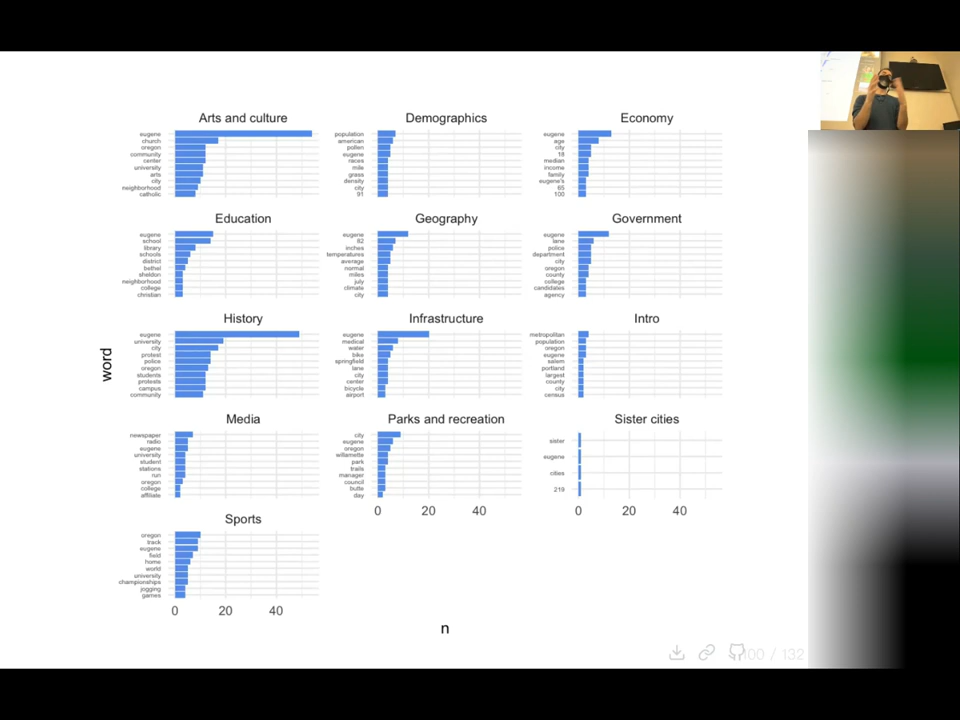 Arts and culture
eugene
church
oregon
community
center
university
arts
city
neighborhood
catholic
Demographics
population
american
pollen
eugene
races
mile
grass
density
city
91
Economy
eugene
age
city
18
median
income
family
eugene's
65
100
Education
eugene
school
library
schools
district
bethel
sheldon
neighborhood
college
christian
Geography
eugene
82
inches
temperatures
average
normal
miles
july
climate
city
Government
eugene
lane
police
department
city
oregon
county
college
candidates
agency
History
eugene
university
city
protest
police
oregon
students
protests
campus
community
Infrastructure
eugene
medical
water
bike
springfield
lane
city
center
bicycle
airport
Intro
metropolitan
population
oregon
eugene
salem
portland
largest
county
city
census
word
Media
newspaper
radio
eugene
university
student
stations
run
oregon
college
affiliate
Parks and recreation
city
eugene
oregon
willamette
park
trails
manager
council
butte
day
0 20 40
Sister cities
sister
eugene
cities
219
0 20 40
Sports
oregon
track
eugene
field
home
world
university
championships
jogging
games
0 20 40
n
100 / 132